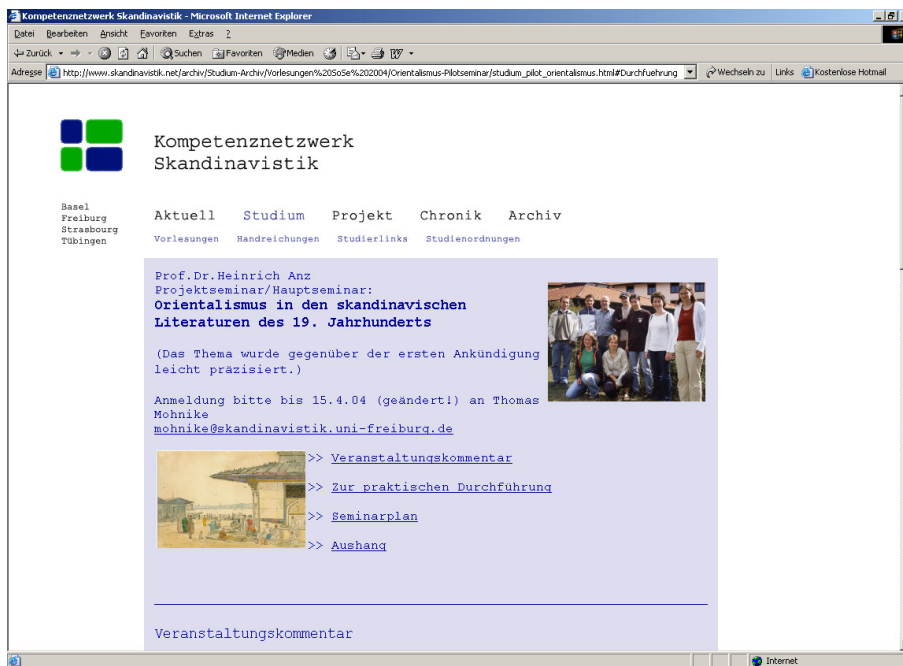 Kompetenznetzwerk Skandinavistik - Microsoft Internet Explorer
Datei Bearbeiten Ansicht Favoriten Extras ?
Zurück Suchen Favoriten Medien
Adresse http://www.skandinavistik.net/archiv/Studium-Archiv/Vorlesungen%20SoSe%202004/Orientalismus-Pilotseminar/studium_pilot_orientalismus.html#Durchfuehrung Wechseln zu Links Kostenlose Hotmail
Kompetenznetzwerk
Skandinavistik
Basel
Freiburg
Strasbourg
Tübingen
Aktuell Studium Projekt Chronik Archiv
Vorlesungen Handreichungen Studierlinks Studienordnungen
Prof.Dr.Heinrich Anz
Projektseminar/Hauptseminar:
Orientalismus in den skandinavischen
Literaturen des 19. Jahrhunderts
(Das Thema wurde gegenüber der ersten Ankündigung
leicht präzisiert.)
Anmeldung bitte bis 15.4.04 (geändert!) an Thomas
Mohnike
mohnike@skandinavistik.uni-freiburg.de
>> Veranstaltungskommentar
>> Zur praktischen Durchführung
>> Seminarplan
>> Aushang
Veranstaltungskommentar
Internet